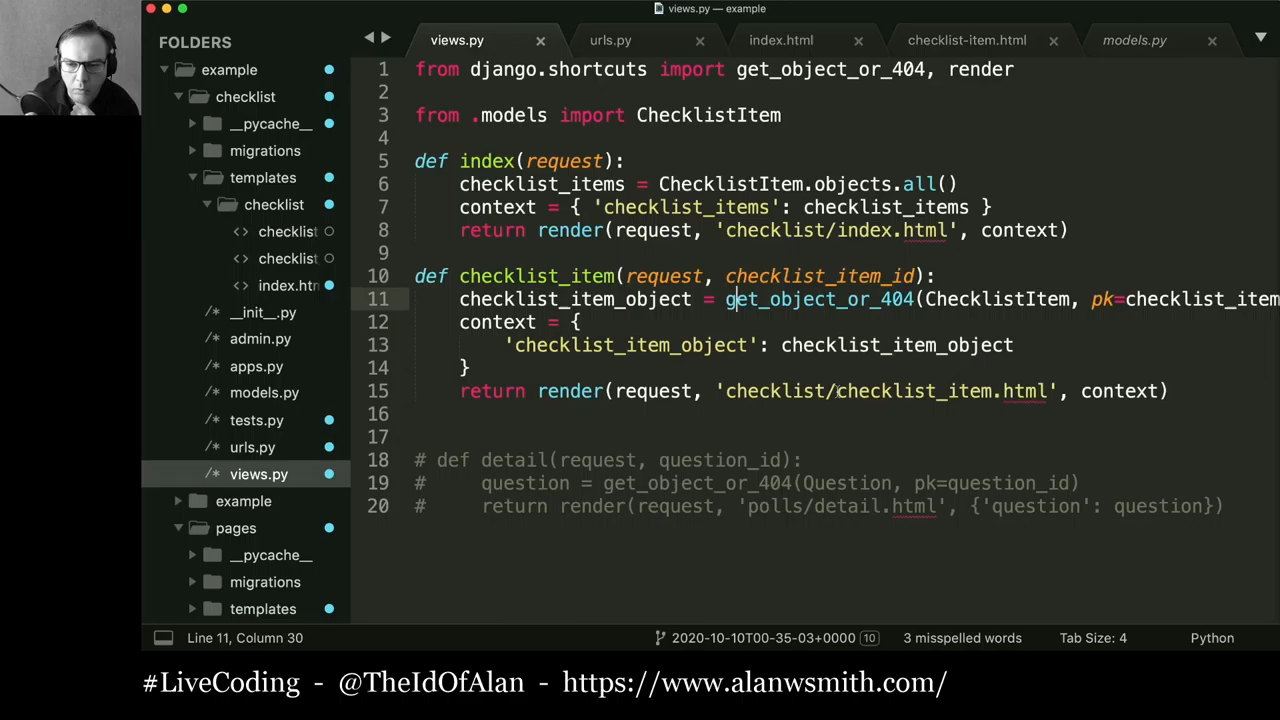 views.py — example
FOLDERS
example
checklist
__pycache__
migrations
templates
checklist
<> checklist
<> checklist
<> index.htm
/* __init__.py
/* admin.py
/* apps.py
/* models.py
/* tests.py
/* urls.py
/* views.py
example
pages
__pycache__
migrations
templates
views.py × urls.py × index.html × checklist-item.html × models.py ×
1 from django.shortcuts import get_object_or_404, render
2
3 from .models import ChecklistItem
4
5 def index(request):
6 checklist_items = ChecklistItem.objects.all()
7 context = { 'checklist_items': checklist_items }
8 return render(request, 'checklist/index.html', context)
9
10 def checklist_item(request, checklist_item_id):
11 checklist_item_object = get_object_or_404(ChecklistItem, pk=checklist_item
12 context = {
13 'checklist_item_object': checklist_item_object
14 }
15 return render(request, 'checklist/checklist_item.html', context)
16
17
18 # def detail(request, question_id):
19 # question = get_object_or_404(Question, pk=question_id)
20 # return render(request, 'polls/detail.html', {'question': question})
Line 11, Column 30 2020-10-10T00-35-03+0000 10 3 misspelled words Tab Size: 4 Python
#LiveCoding - @TheIdOfAlan - https://www.alanwsmith.com/